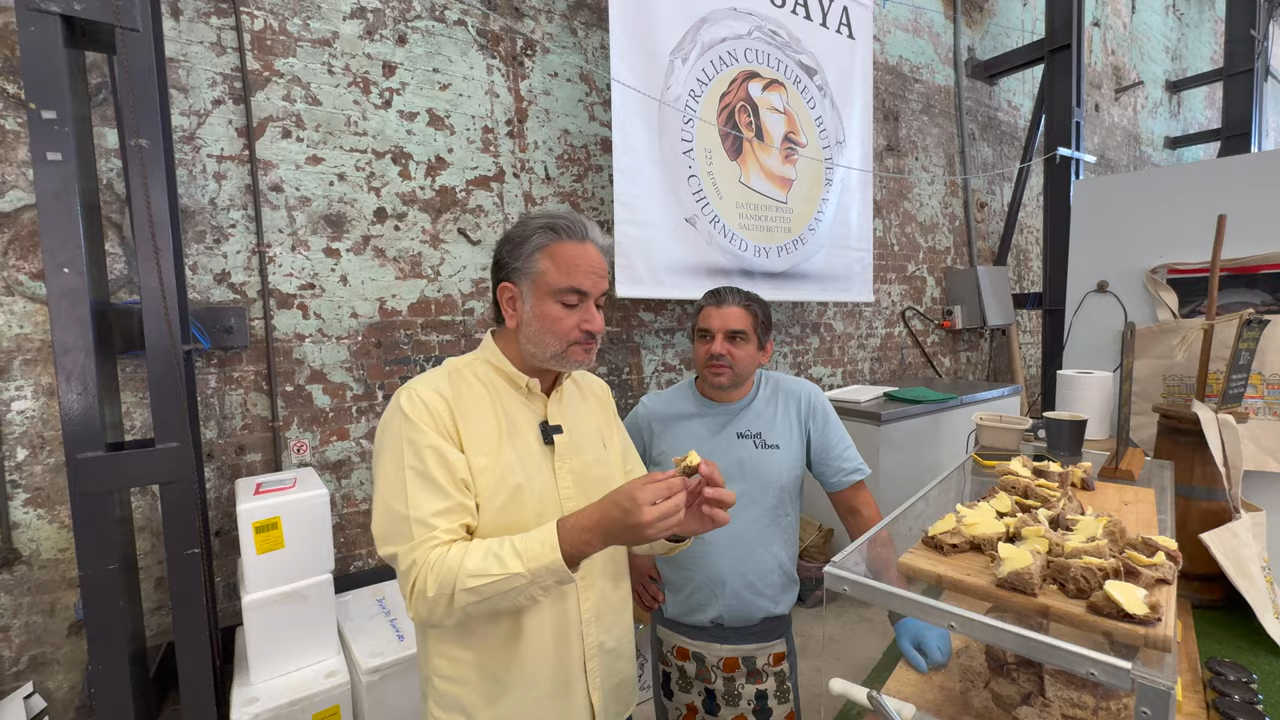 SAYA
· AUSTRALIAN CULTURED BUTTER ·
225 grams
BATCH CHURNED
HANDCRAFTED
SALTED BUTTER
CHURNED BY PEPE SAYA
Weird
Vibes